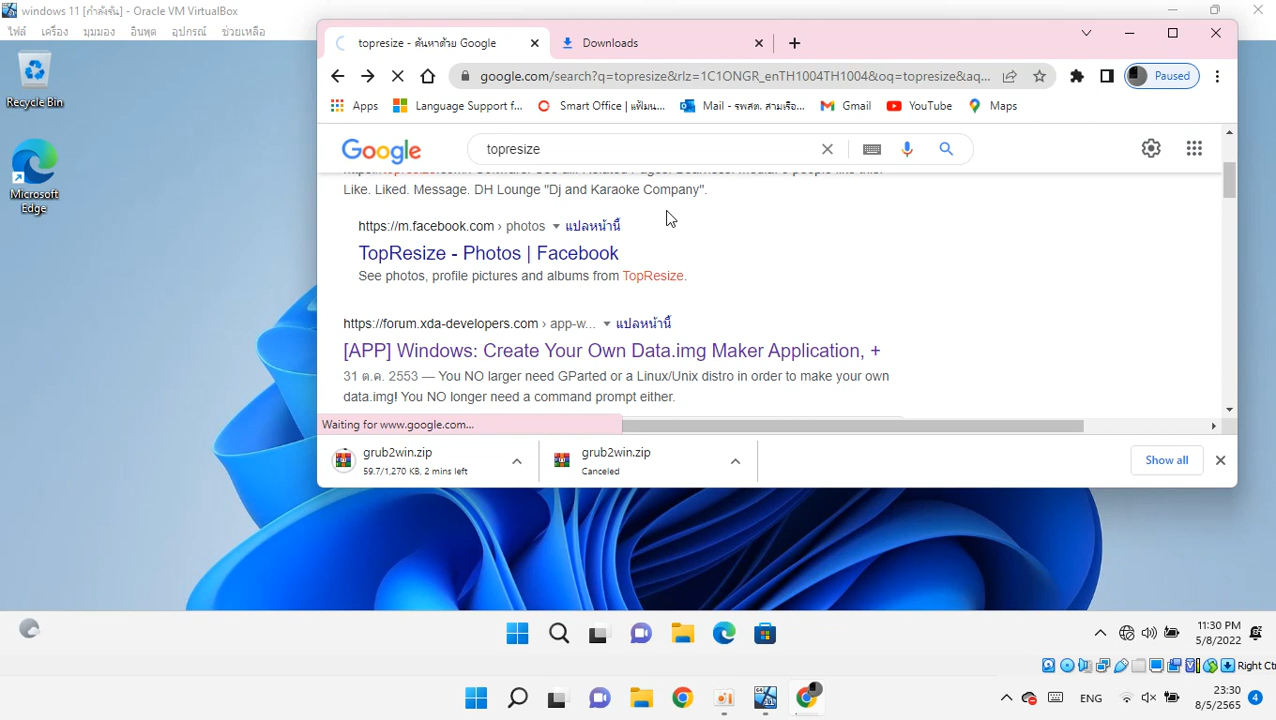 windows 11 [กำลังรัน] - Oracle VM VirtualBox
ไฟล์ เครื่อง มุมมอง อินพุต อุปกรณ์ ช่วยเหลือ
Recycle Bin
Microsoft
Edge
topresize - ค้นหาด้วย Google
Downloads
google.com/search?q=topresize&rlz=1C1ONGR_enTH1004TH1004&oq=topresize&aq...
Paused
Apps
Language Support f...
Smart Office | แฟ้มน...
Mail - รพสต. สามเรือ...
Gmail
YouTube
Maps
Google
topresize
Like. Liked. Message. DH Lounge "Dj and Karaoke Company".
https://m.facebook.com › photos แปลหน้านี้
TopResize - Photos | Facebook
See photos, profile pictures and albums from TopResize.
https://forum.xda-developers.com › app-w... แปลหน้านี้
[APP] Windows: Create Your Own Data.img Maker Application, +
31 ต.ค. 2553 — You NO larger need GParted or a Linux/Unix distro in order to make your own
data.img! You NO longer need a command prompt either.
Waiting for www.google.com...
grub2win.zip
59.7/1,270 KB, 2 mins left
grub2win.zip
Canceled
Show all
11:30 PM
5/8/2022
Right Ctrl
ENG
23:30
8/5/2565
4